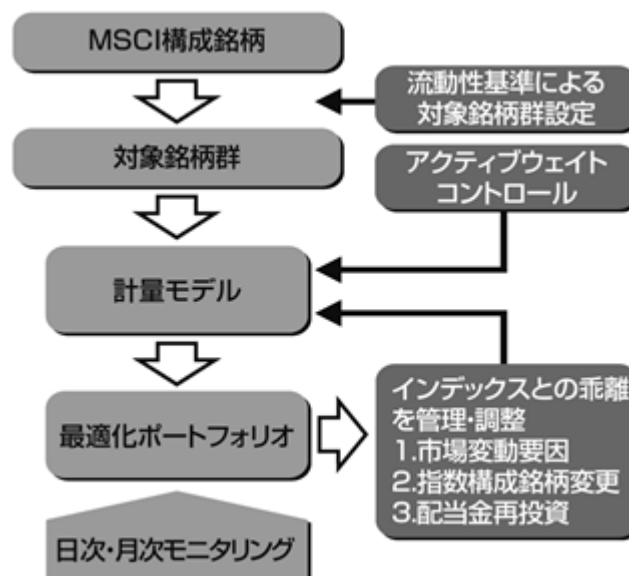 MSCI構成銘柄
流動性基準による
対象銘柄群設定
対象銘柄群
アクティブウェイト
コントロール
計量モデル
最適化ポートフォリオ
インデックスとの乖離
を管理・調整
1.市場変動要因
2.指数構成銘柄変更
3.配当金再投資
日次・月次モニタリング